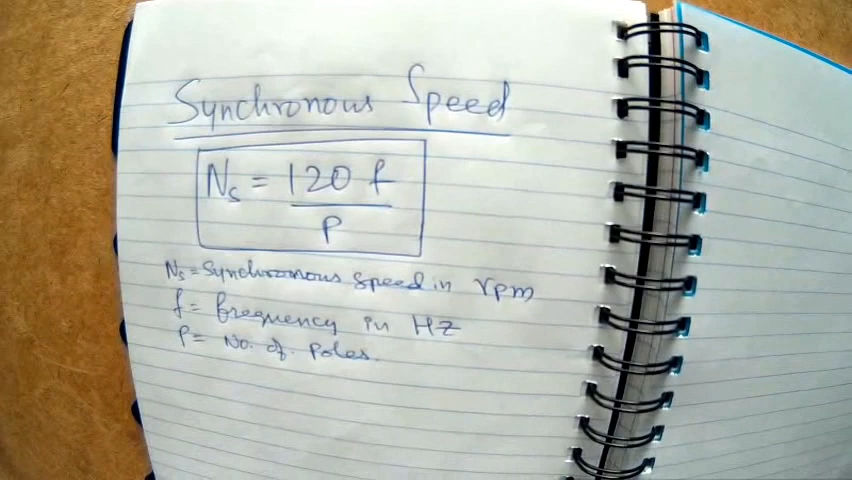 Synchronous Speed
Ns = 120 f
P
Ns = Synchronous speed in rpm
f = frequency in HZ
P = No. of. Poles.